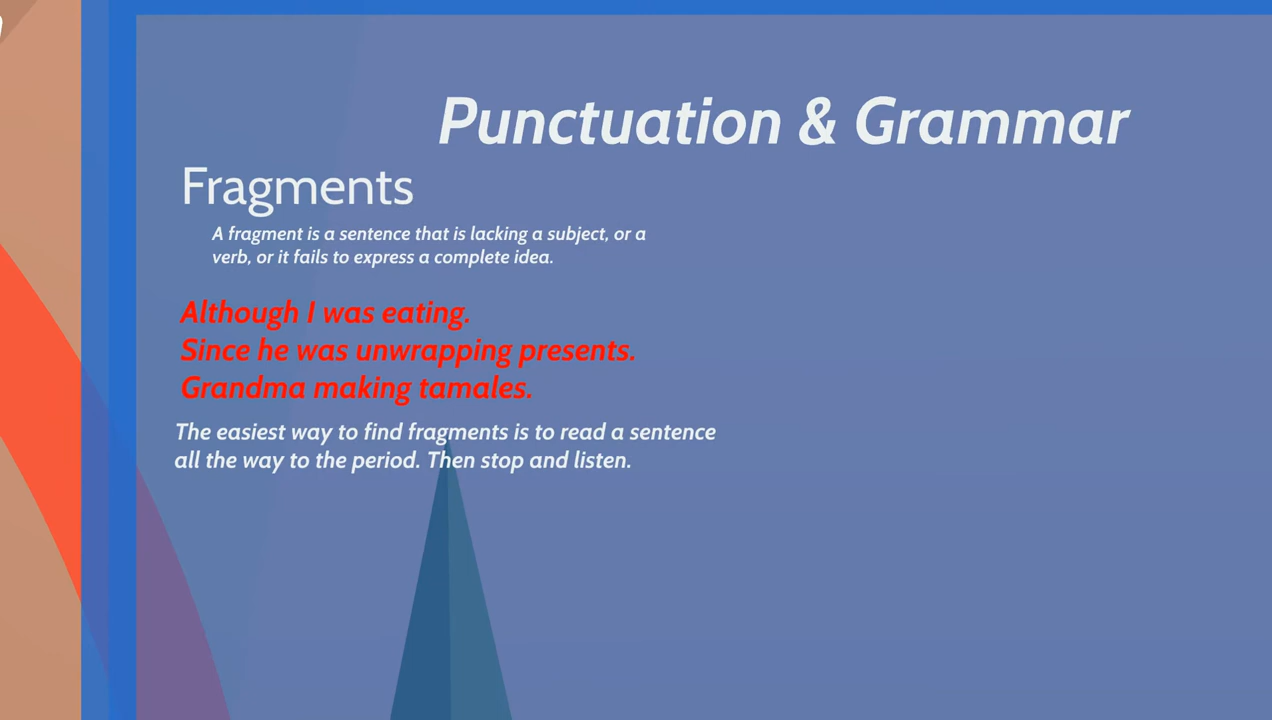 Punctuation & Grammar
Fragments
A fragment is a sentence that is lacking a subject, or a
verb, or it fails to express a complete idea.
Although I was eating.
Since he was unwrapping presents.
Grandma making tamales.
The easiest way to find fragments is to read a sentence
all the way to the period. Then stop and listen.